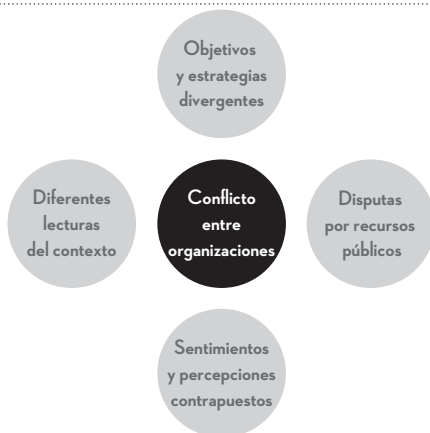 Objetivos
y estrategias
divergentes
Diferentes
lecturas
del contexto
Conflicto
entre
organizaciones
Disputas
por recursos
públicos
Sentimientos
y percepciones
contrapuestos